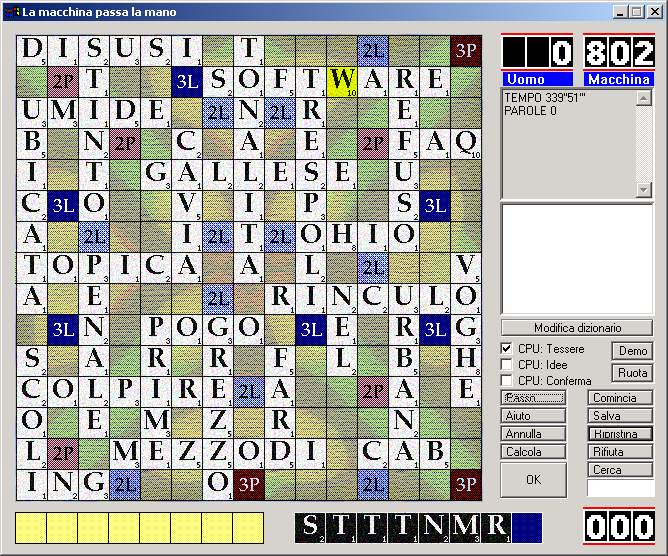 La macchina passa la mano
D I S U S I T 2L 3P
2P T 3L S O F T W A R E
U M I D E 2L N 2L R E
B N 2P C A E 2P F A Q
I T G A L L E S E U
C 3L O V I P S 3L
A 2L I 2L T 2L O H I O
T O P I C A A L 2L V
A E 2L R I N C U L O
3L N P O G O 3L E R 3L G
S A R R F L B H
C O L P I R E 2L A 2P A E
O E M Z R N
L 2P M E Z Z O D I C A B
I N G 2L O 3P 2L 3P
S T T T N M R
0 802
Uomo Macchina
TEMPO 339''51'''
PAROLE 0
Modifica dizionario
CPU: Tessere
CPU: Idee
CPU: Conferma
Demo
Ruota
Passo Comincia
Aiuto Salva
Annulla Ripristina
Calcola Rifiuta
OK Cerca
000